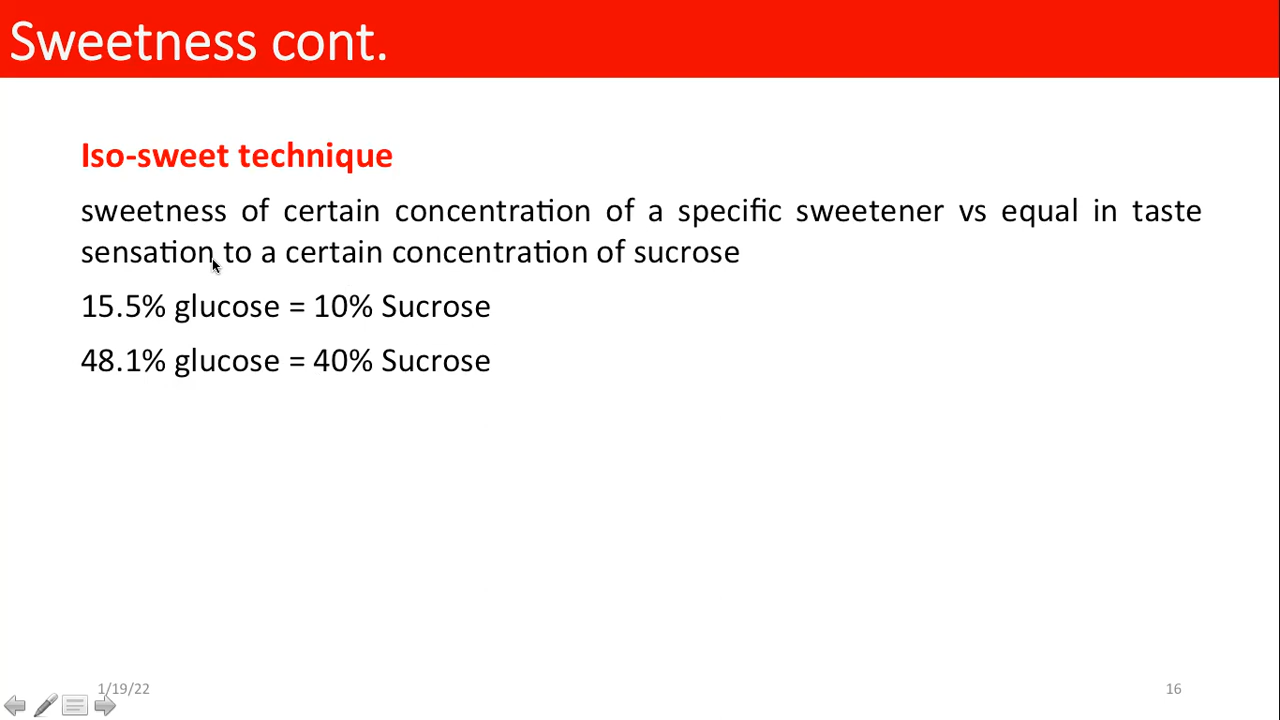 Sweetness cont.
Iso-sweet technique
sweetness of certain concentration of a specific sweetener vs equal in taste
sensation to a certain concentration of sucrose
15.5% glucose = 10% Sucrose
48.1% glucose = 40% Sucrose
1/19/22
16